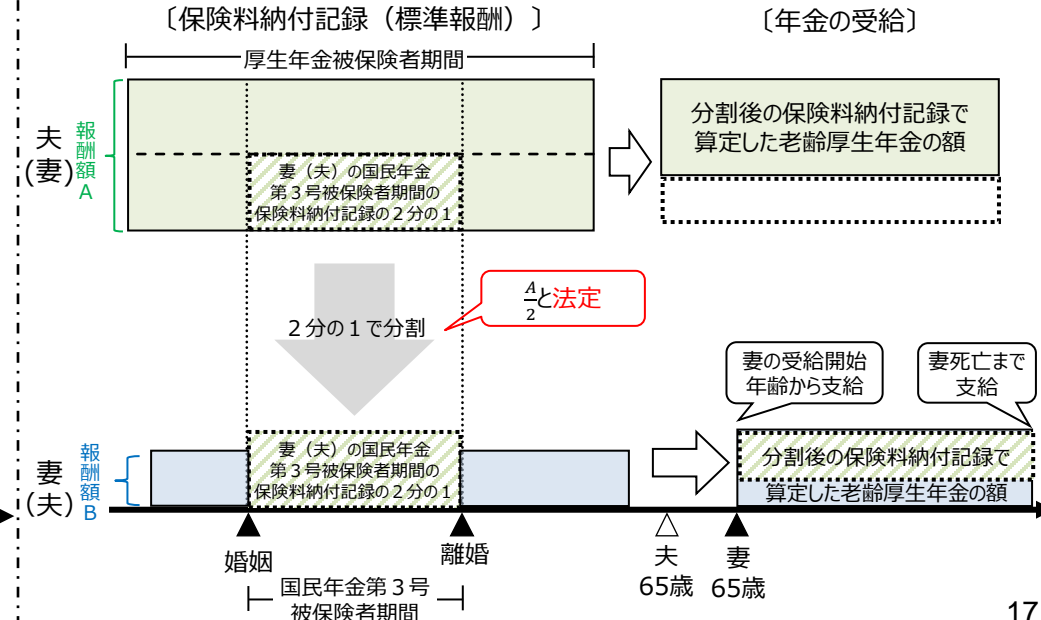 〔保険料納付記録（標準報酬）〕
〔年金の受給〕
厚生年金被保険者期間
夫
(妻)
報酬額A
妻（夫）の国民年金
第３号被保険者期間の
保険料納付記録の２分の１
分割後の保険料納付記録で
算定した老齢厚生年金の額
２分の１で分割
A/2と法定
妻の受給開始
年齢から支給
妻死亡まで
支給
妻
(夫)
報酬額B
妻（夫）の国民年金
第３号被保険者期間の
保険料納付記録の２分の１
分割後の保険料納付記録で
算定した老齢厚生年金の額
婚姻
離婚
夫
65歳
妻
65歳
国民年金第３号
被保険者期間
17